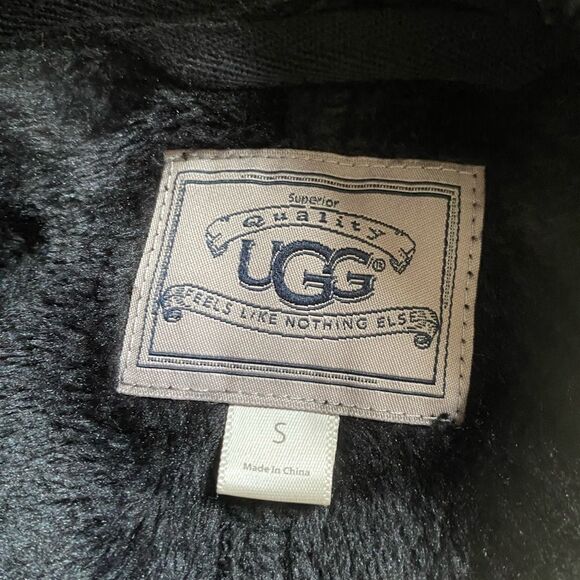 Superior
Quality
UGG®
FEELS LIKE NOTHING ELSE
S
Made in China